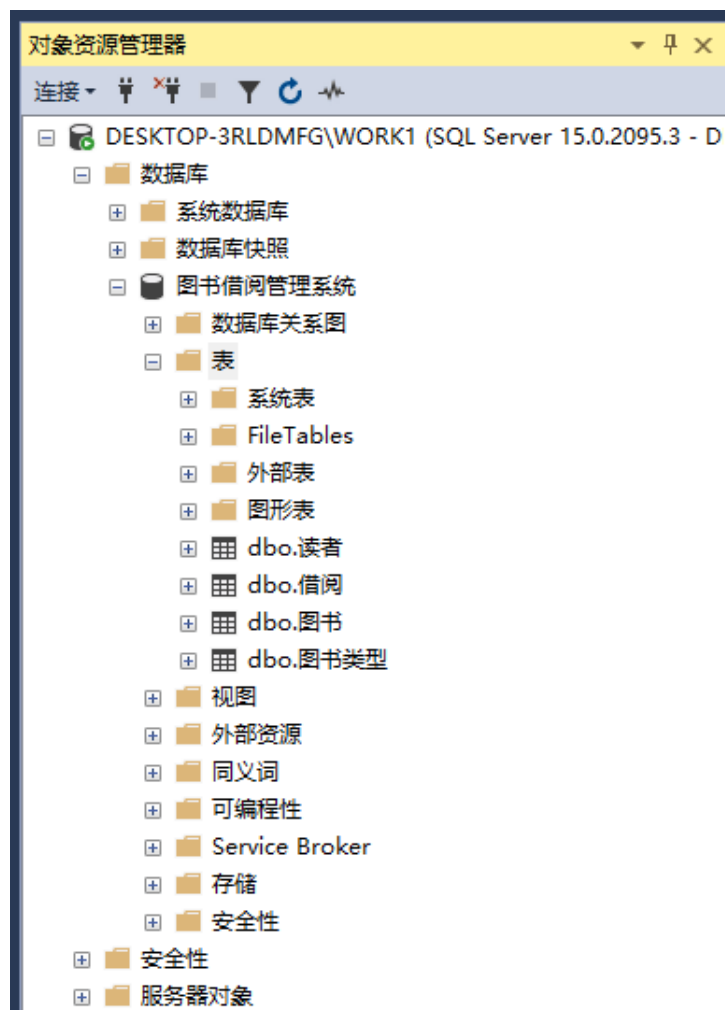 对象资源管理器
连接
DESKTOP-3RLDMFG\WORK1 (SQL Server 15.0.2095.3 - D
数据库
系统数据库
数据库快照
图书借阅管理系统
数据库关系图
表
系统表
FileTables
外部表
图形表
dbo.读者
dbo.借阅
dbo.图书
dbo.图书类型
视图
外部资源
同义词
可编程性
Service Broker
存储
安全性
安全性
服务器对象